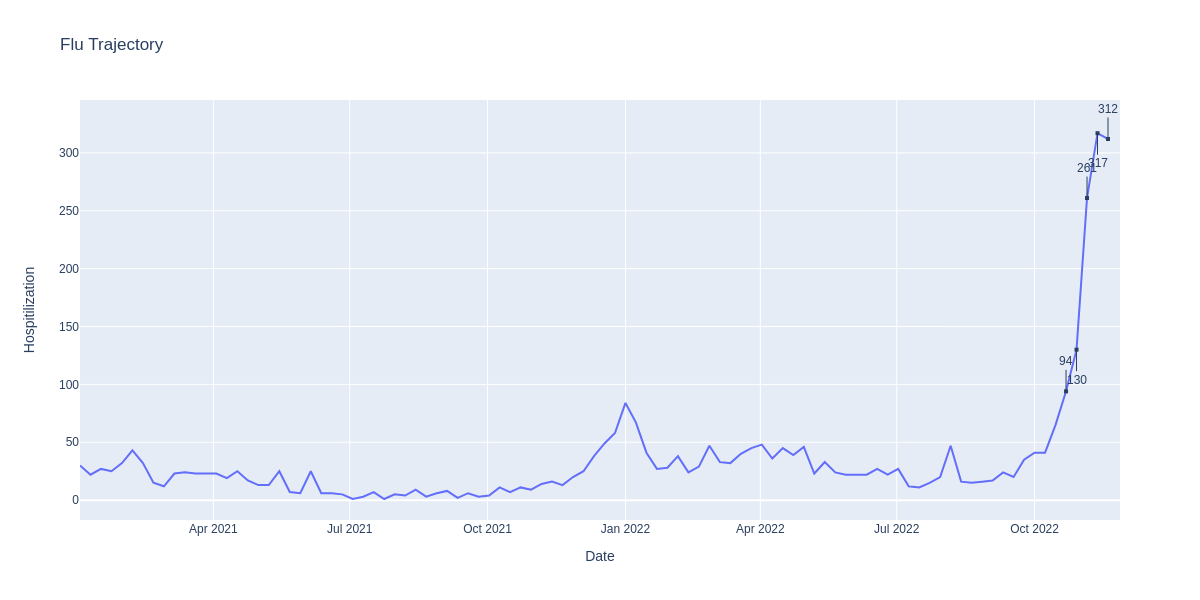 Flu Trajectory
312
317
261
94
130
300
250
200
150
100
50
0
Hospitilization
Apr 2021
Jul 2021
Oct 2021
Jan 2022
Apr 2022
Jul 2022
Oct 2022
Date